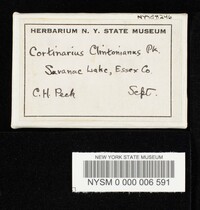 HERBARIUM N. Y. STATE MUSEUM
Cortinarius Clintonianus Pk.
Saranac Lake, Essex Co
C.H. Peck Sept.
NEW YORK STATE MUSEUM
NYSM 0 000 006 591